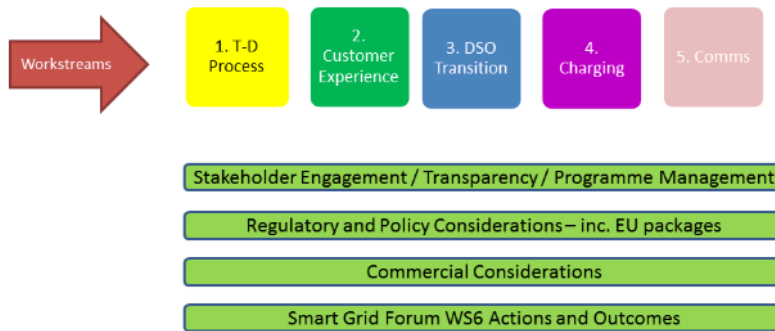 Workstreams
1. T-D
Process
2.
Customer
Experience
3. DSO
Transition
4.
Charging
5. Comms
Stakeholder Engagement / Transparency / Programme Management
Regulatory and Policy Considerations – inc. EU packages
Commercial Considerations
Smart Grid Forum WS6 Actions and Outcomes